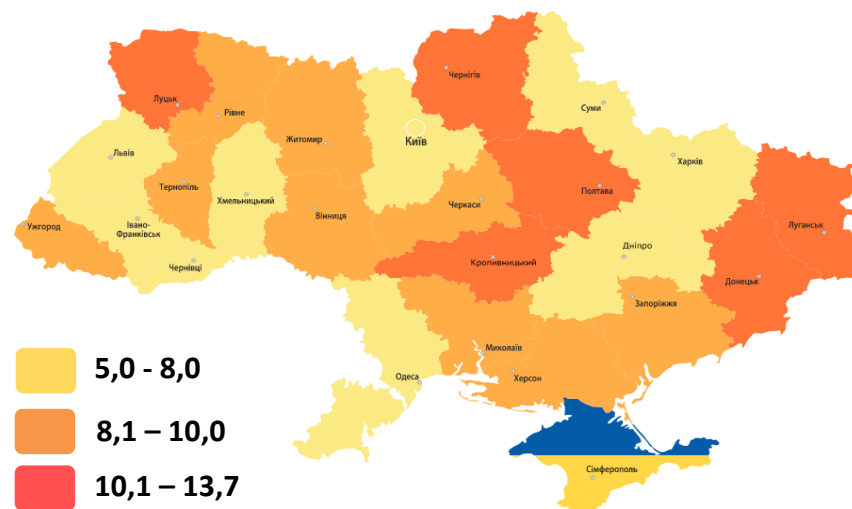 Чернігів
Луцьк
Суми
Рівне
Київ
Житомир
Львів
Харків
Тернопіль
Полтава
Хмельницький
Черкаси
Вінниця
Івано-
Франківськ
Ужгород
Луганськ
Дніпро
Чернівці
Кропивницький
Донецьк
Запоріжжя
Миколаїв
Херсон
Одеса
Сімферополь
5,0 - 8,0
8,1 – 10,0
10,1 – 13,7